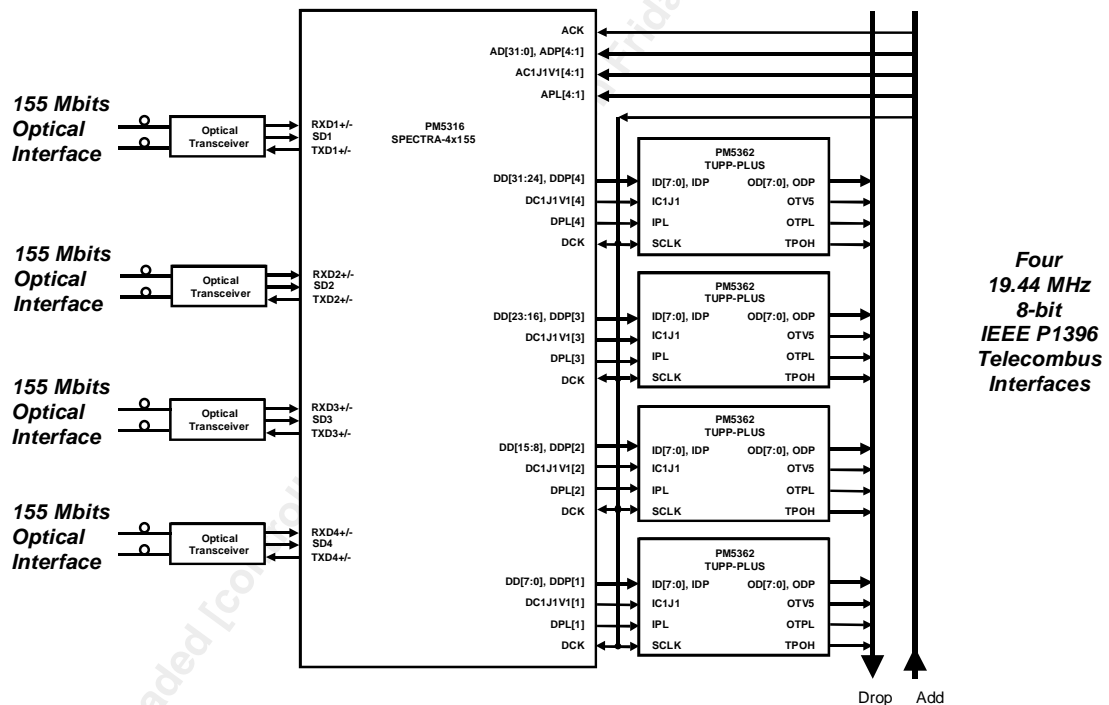 ACK
AD[31:0], ADP[4:1]
AC1J1V1[4:1]
APL[4:1]
PM5316
SPECTRA-4x155
155 Mbits
Optical
Interface
Optical
Transceiver
RXD1+/-
SD1
TXD1+/-
155 Mbits
Optical
Interface
Optical
Transceiver
RXD2+/-
SD2
TXD2+/-
155 Mbits
Optical
Interface
Optical
Transceiver
RXD3+/-
SD3
TXD3+/-
155 Mbits
Optical
Interface
Optical
Transceiver
RXD4+/-
SD4
TXD4+/-
DD[31:24], DDP[4]
DC1J1V1[4]
DPL[4]
DCK
PM5362
TUPP-PLUS
ID[7:0], IDP OD[7:0], ODP
IC1J1 OTV5
IPL OTPL
SCLK TPOH
DD[23:16], DDP[3]
DC1J1V1[3]
DPL[3]
DCK
PM5362
TUPP-PLUS
ID[7:0], IDP OD[7:0], ODP
IC1J1 OTV5
IPL OTPL
SCLK TPOH
DD[15:8], DDP[2]
DC1J1V1[2]
DPL[2]
DCK
PM5362
TUPP-PLUS
ID[7:0], IDP OD[7:0], ODP
IC1J1 OTV5
IPL OTPL
SCLK TPOH
DD[7:0], DDP[1]
DC1J1V1[1]
DPL[1]
DCK
PM5362
TUPP-PLUS
ID[7:0], IDP OD[7:0], ODP
IC1J1 OTV5
IPL OTPL
SCLK TPOH
Four
19.44 MHz
8-bit
IEEE P1396
Telecombus
Interfaces
Drop Add